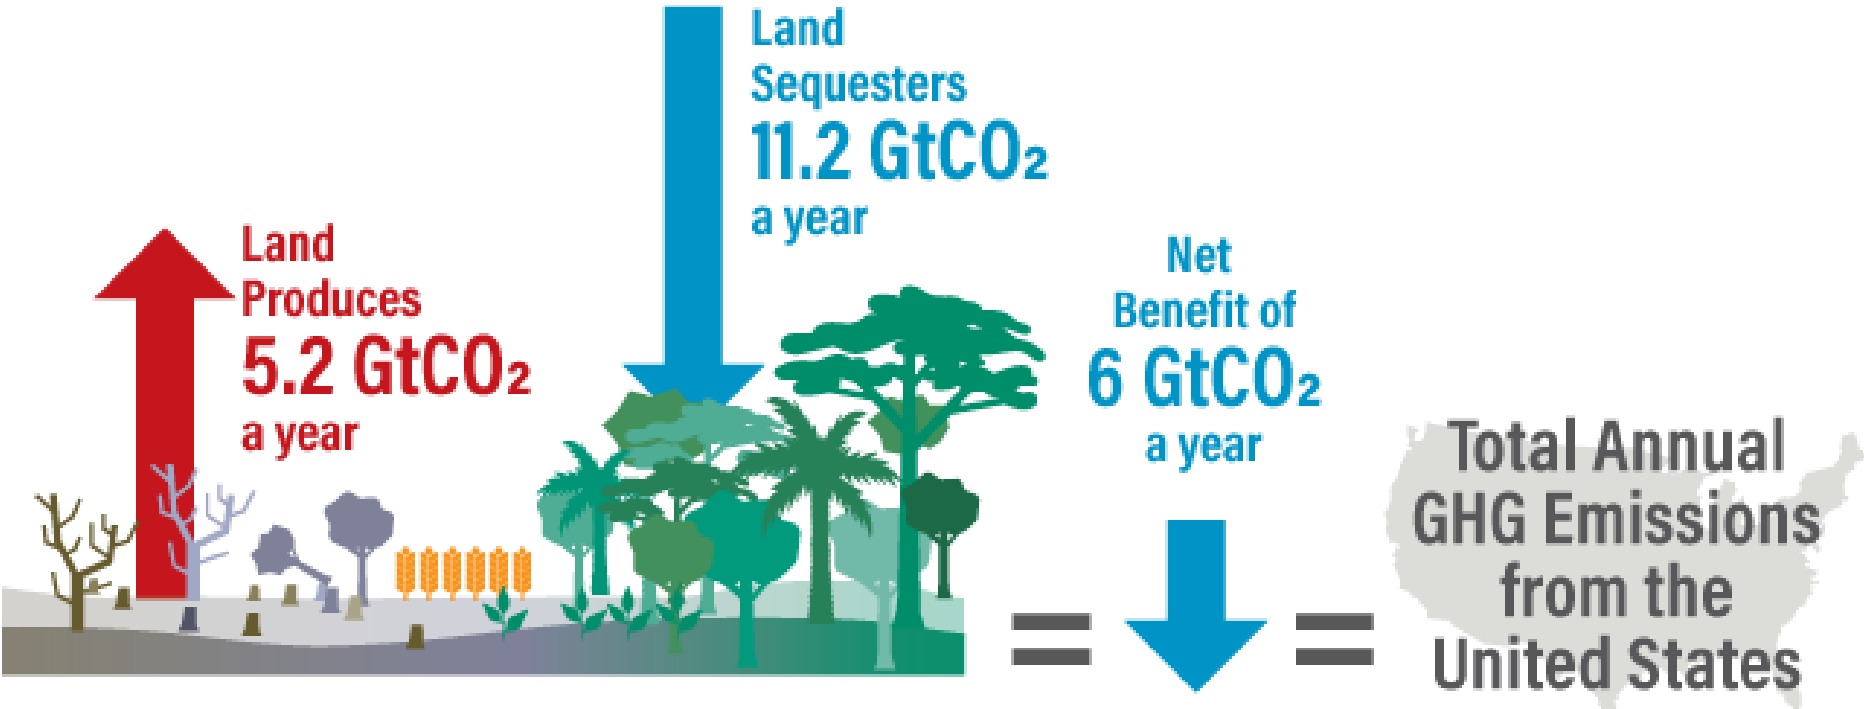 Land
Sequesters
11.2 GtCO₂
a year
Land
Produces
5.2 GtCO₂
a year
Net
Benefit of
6 GtCO₂
a year
=
=
Total Annual
GHG Emissions
from the
United States